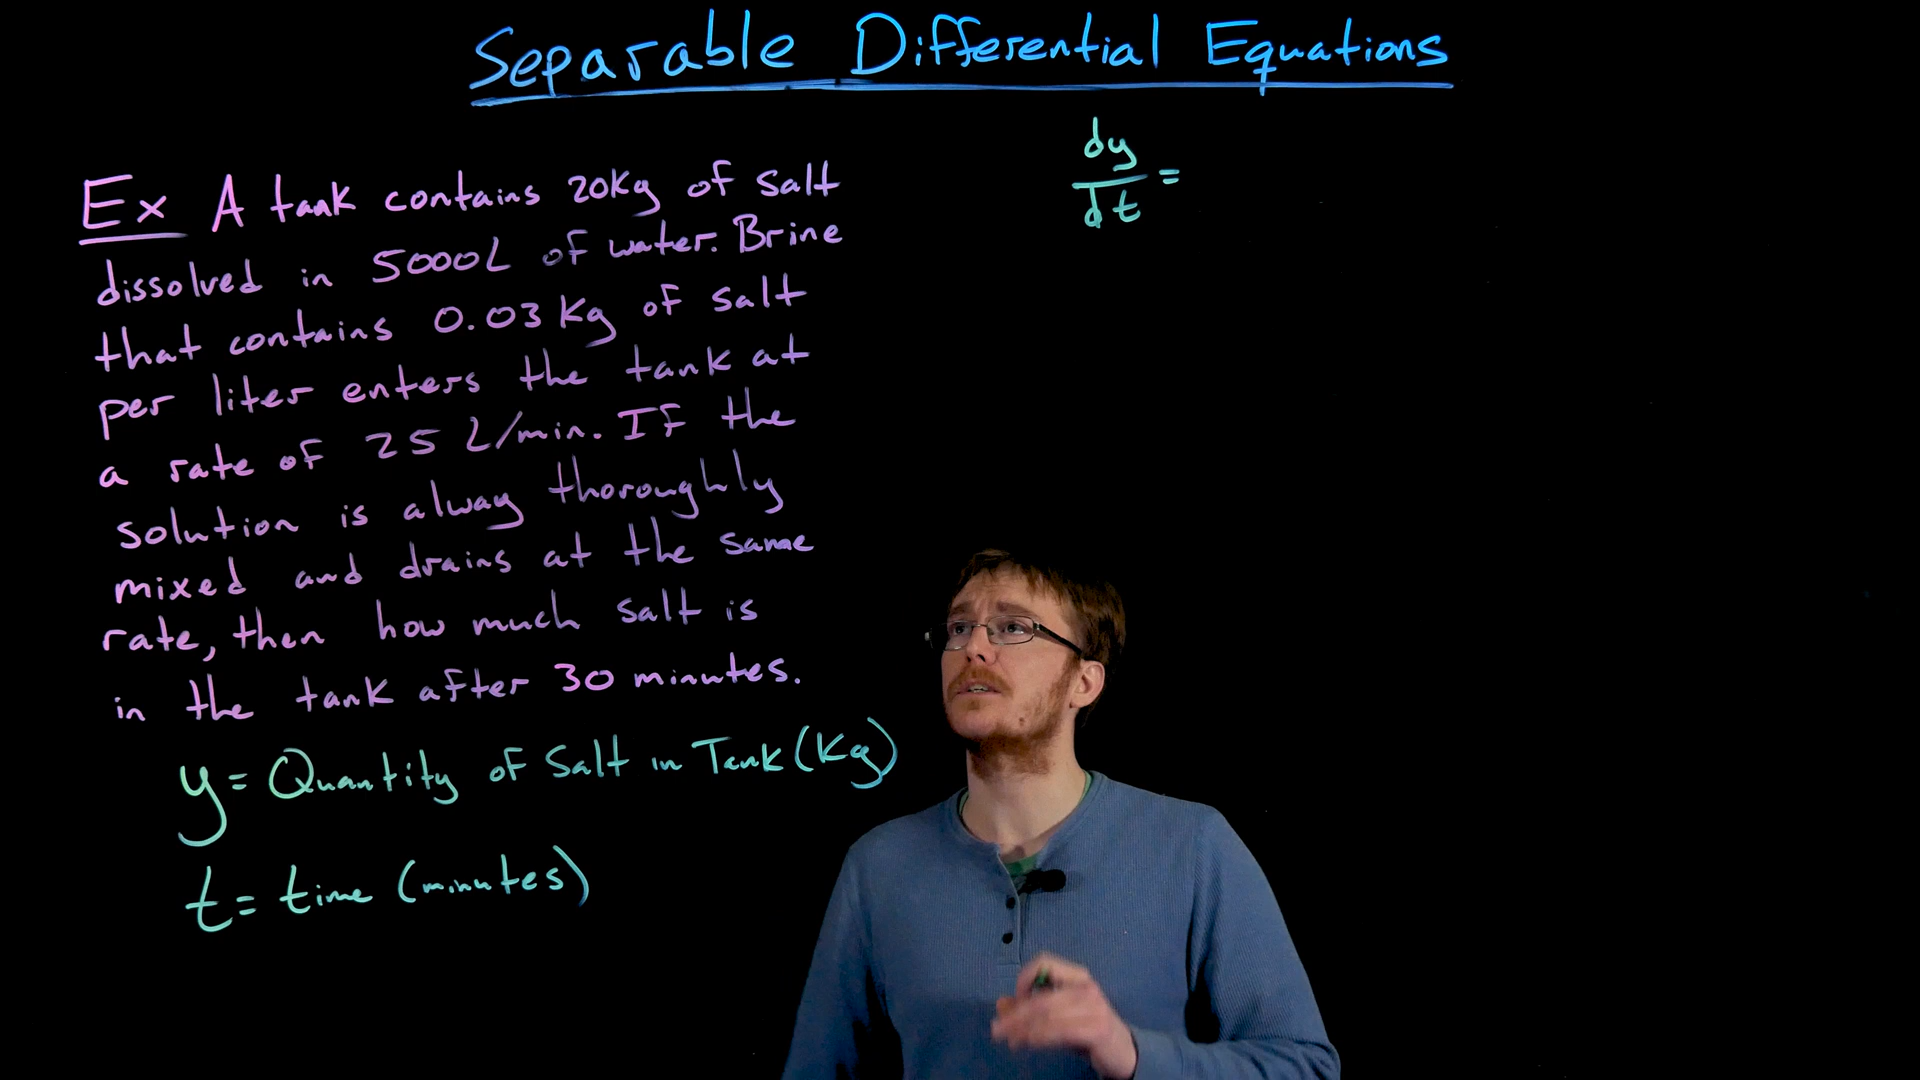 Separable Differential Equations
Ex A tank contains 20Kg of salt
dissolved in 5000L of water. Brine
that contains 0.03 Kg of salt
per liter enters the tank at
a rate of 25 L/min. If the
solution is alway thoroughly
mixed and drains at the same
rate, then how much salt is
in the tank after 30 minutes.
y = Quantity of Salt in Tank (Kg)
t = time (minutes)
dy
dt =